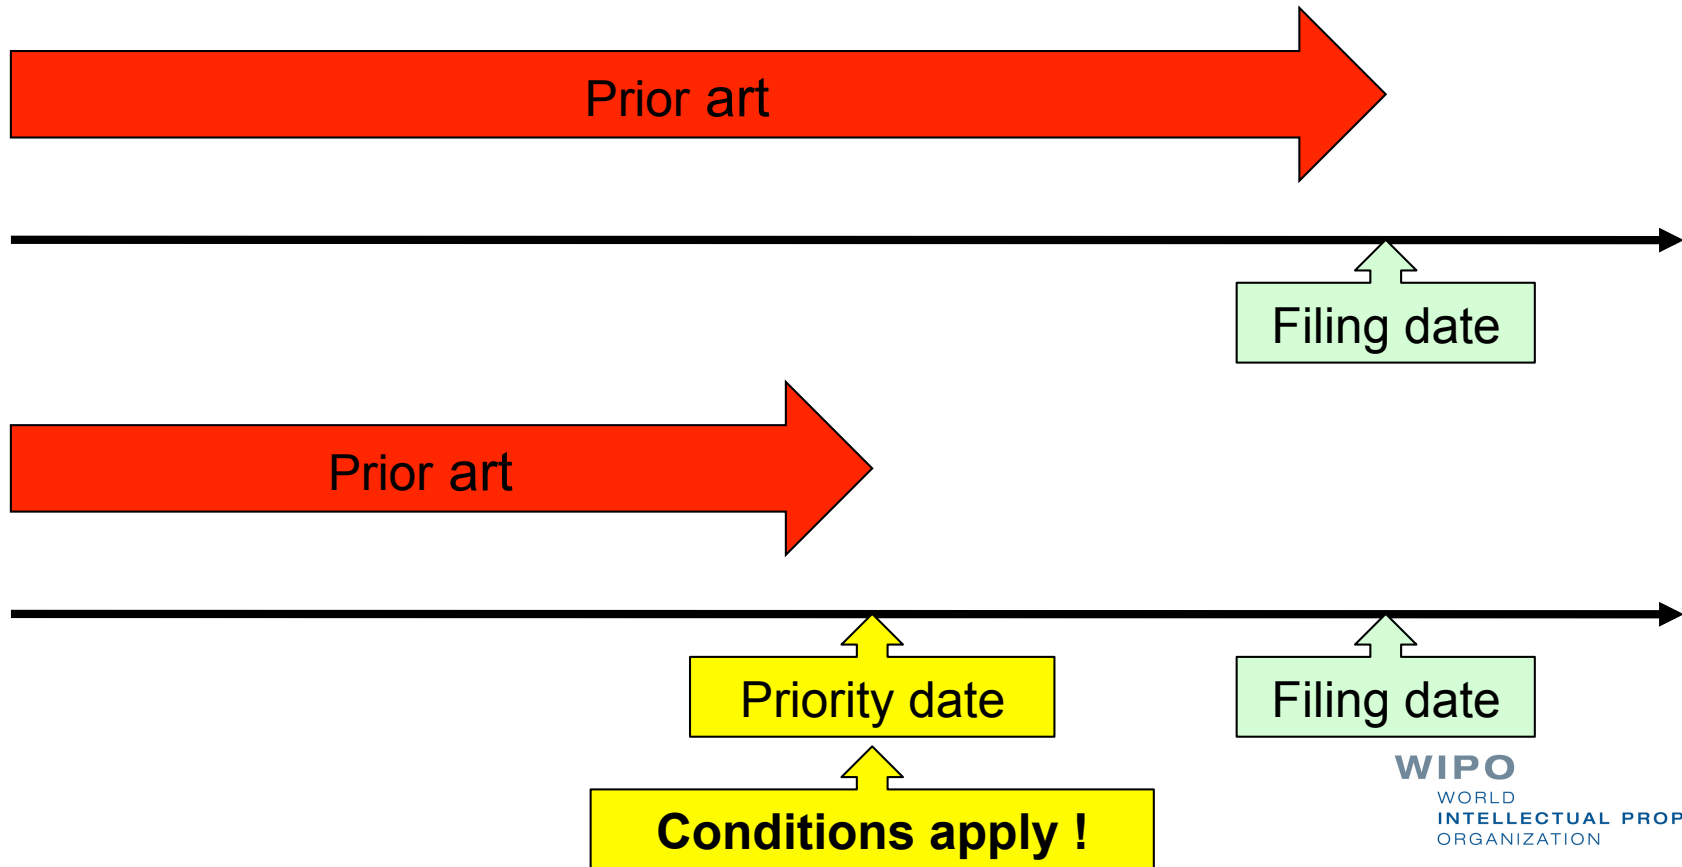 Prior art
Filing date
Prior art
Priority date
Filing date
Conditions apply !
WIPO
WORLD
INTELLECTUAL PROP
ORGANIZATION